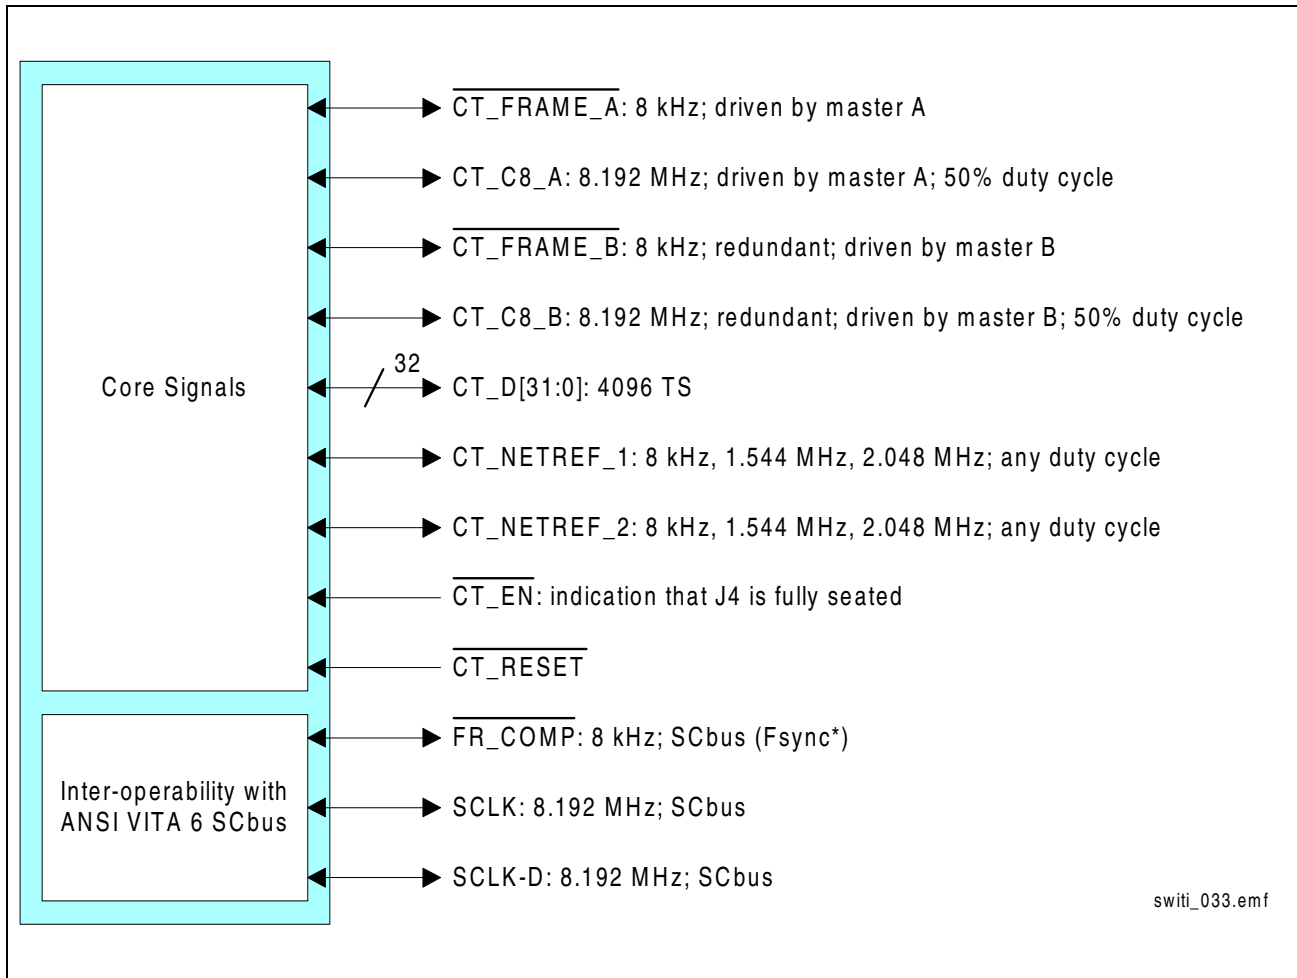 CT_FRAME_A: 8 kHz; driven by master A
CT_C8_A: 8.192 MHz; driven by master A; 50% duty cycle
CT_FRAME_B: 8 kHz; redundant; driven by master B
CT_C8_B: 8.192 MHz; redundant; driven by master B; 50% duty cycle
32
Core Signals
CT_D[31:0]: 4096 TS
CT_NETREF_1: 8 kHz, 1.544 MHz, 2.048 MHz; any duty cycle
CT_NETREF_2: 8 kHz, 1.544 MHz, 2.048 MHz; any duty cycle
CT_EN: indication that J4 is fully seated
CT_RESET
FR_COMP: 8 kHz; SCbus (Fsync*)
Inter-operability with
ANSI VITA 6 SCbus
SCLK: 8.192 MHz; SCbus
SCLK-D: 8.192 MHz; SCbus
switi_033.emf